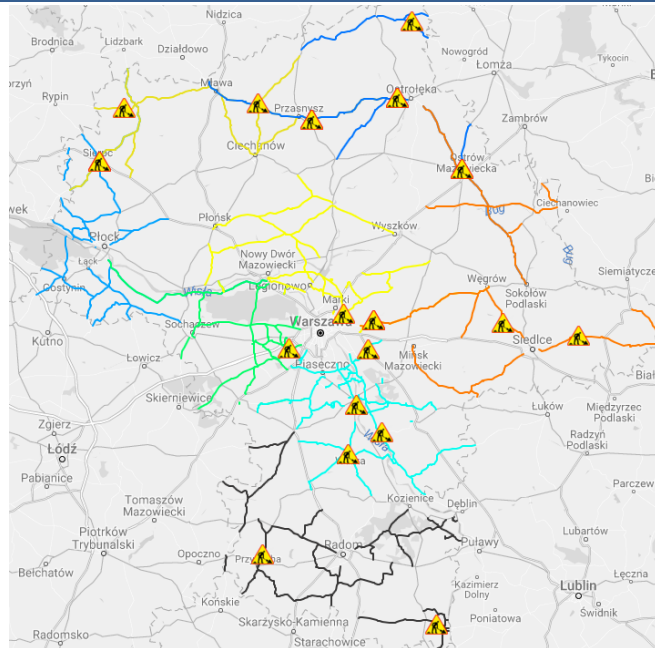 Nidzica
Brodnica
Lidzbark
Działdowo
Nowogród
Łomża
Tykocin
Rypin
Mława
Przasnysz
Ostrołęka
Zambrów
Ciechanów
Sierpc
Ostrów
Mazowiecka
Ciechanowiec
Płońsk
Bug
Płock
Wyszków
Łąck
Nowy Dwór
Mazowiecki
Bug
Gostynin
Wisła
Legionowo
Węgrów
Siemiatycze
Sokołów
Podlaski
Marki
Sochaczew
Warszawa
Kutno
Siedlce
Łowicz
Mińsk
Mazowiecki
Piaseczno
Skierniewice
Łuków
Międzyrzec
Podlaski
Zgierz
Łódź
Wisła
Radzyń
Podlaski
Pabianice
Kozienice
Dęblin
Parczew
Tomaszów
Mazowiecki
Piotrków
Trybunalski
Puławy
Lubartów
Opoczno
Radom
Bełchatów
Kazimierz
Dolny
Lublin
Łęczna
Końskie
Poniatowa
Świdnik
Skarżysko-Kamienna
Starachowice
Radomsko